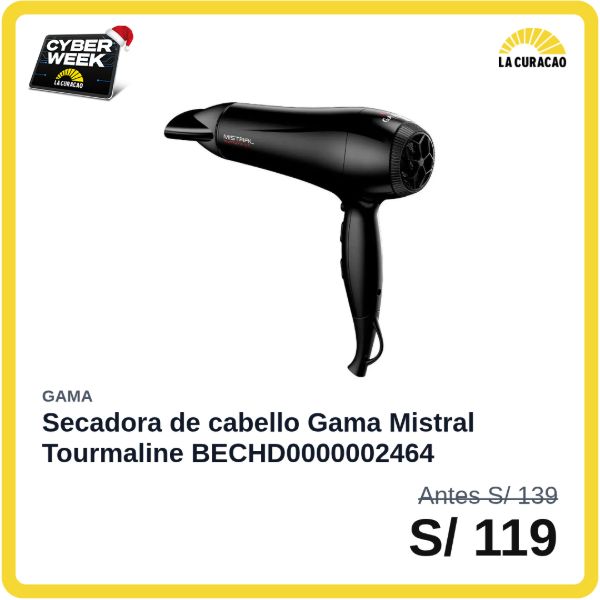 CYBER
WEEK
LA CURACAO
LA CURACAO
MISTRAL
GAMA
Secadora de cabello Gama Mistral
Tourmaline BECHD0000002464
Antes S/ 139
S/ 119